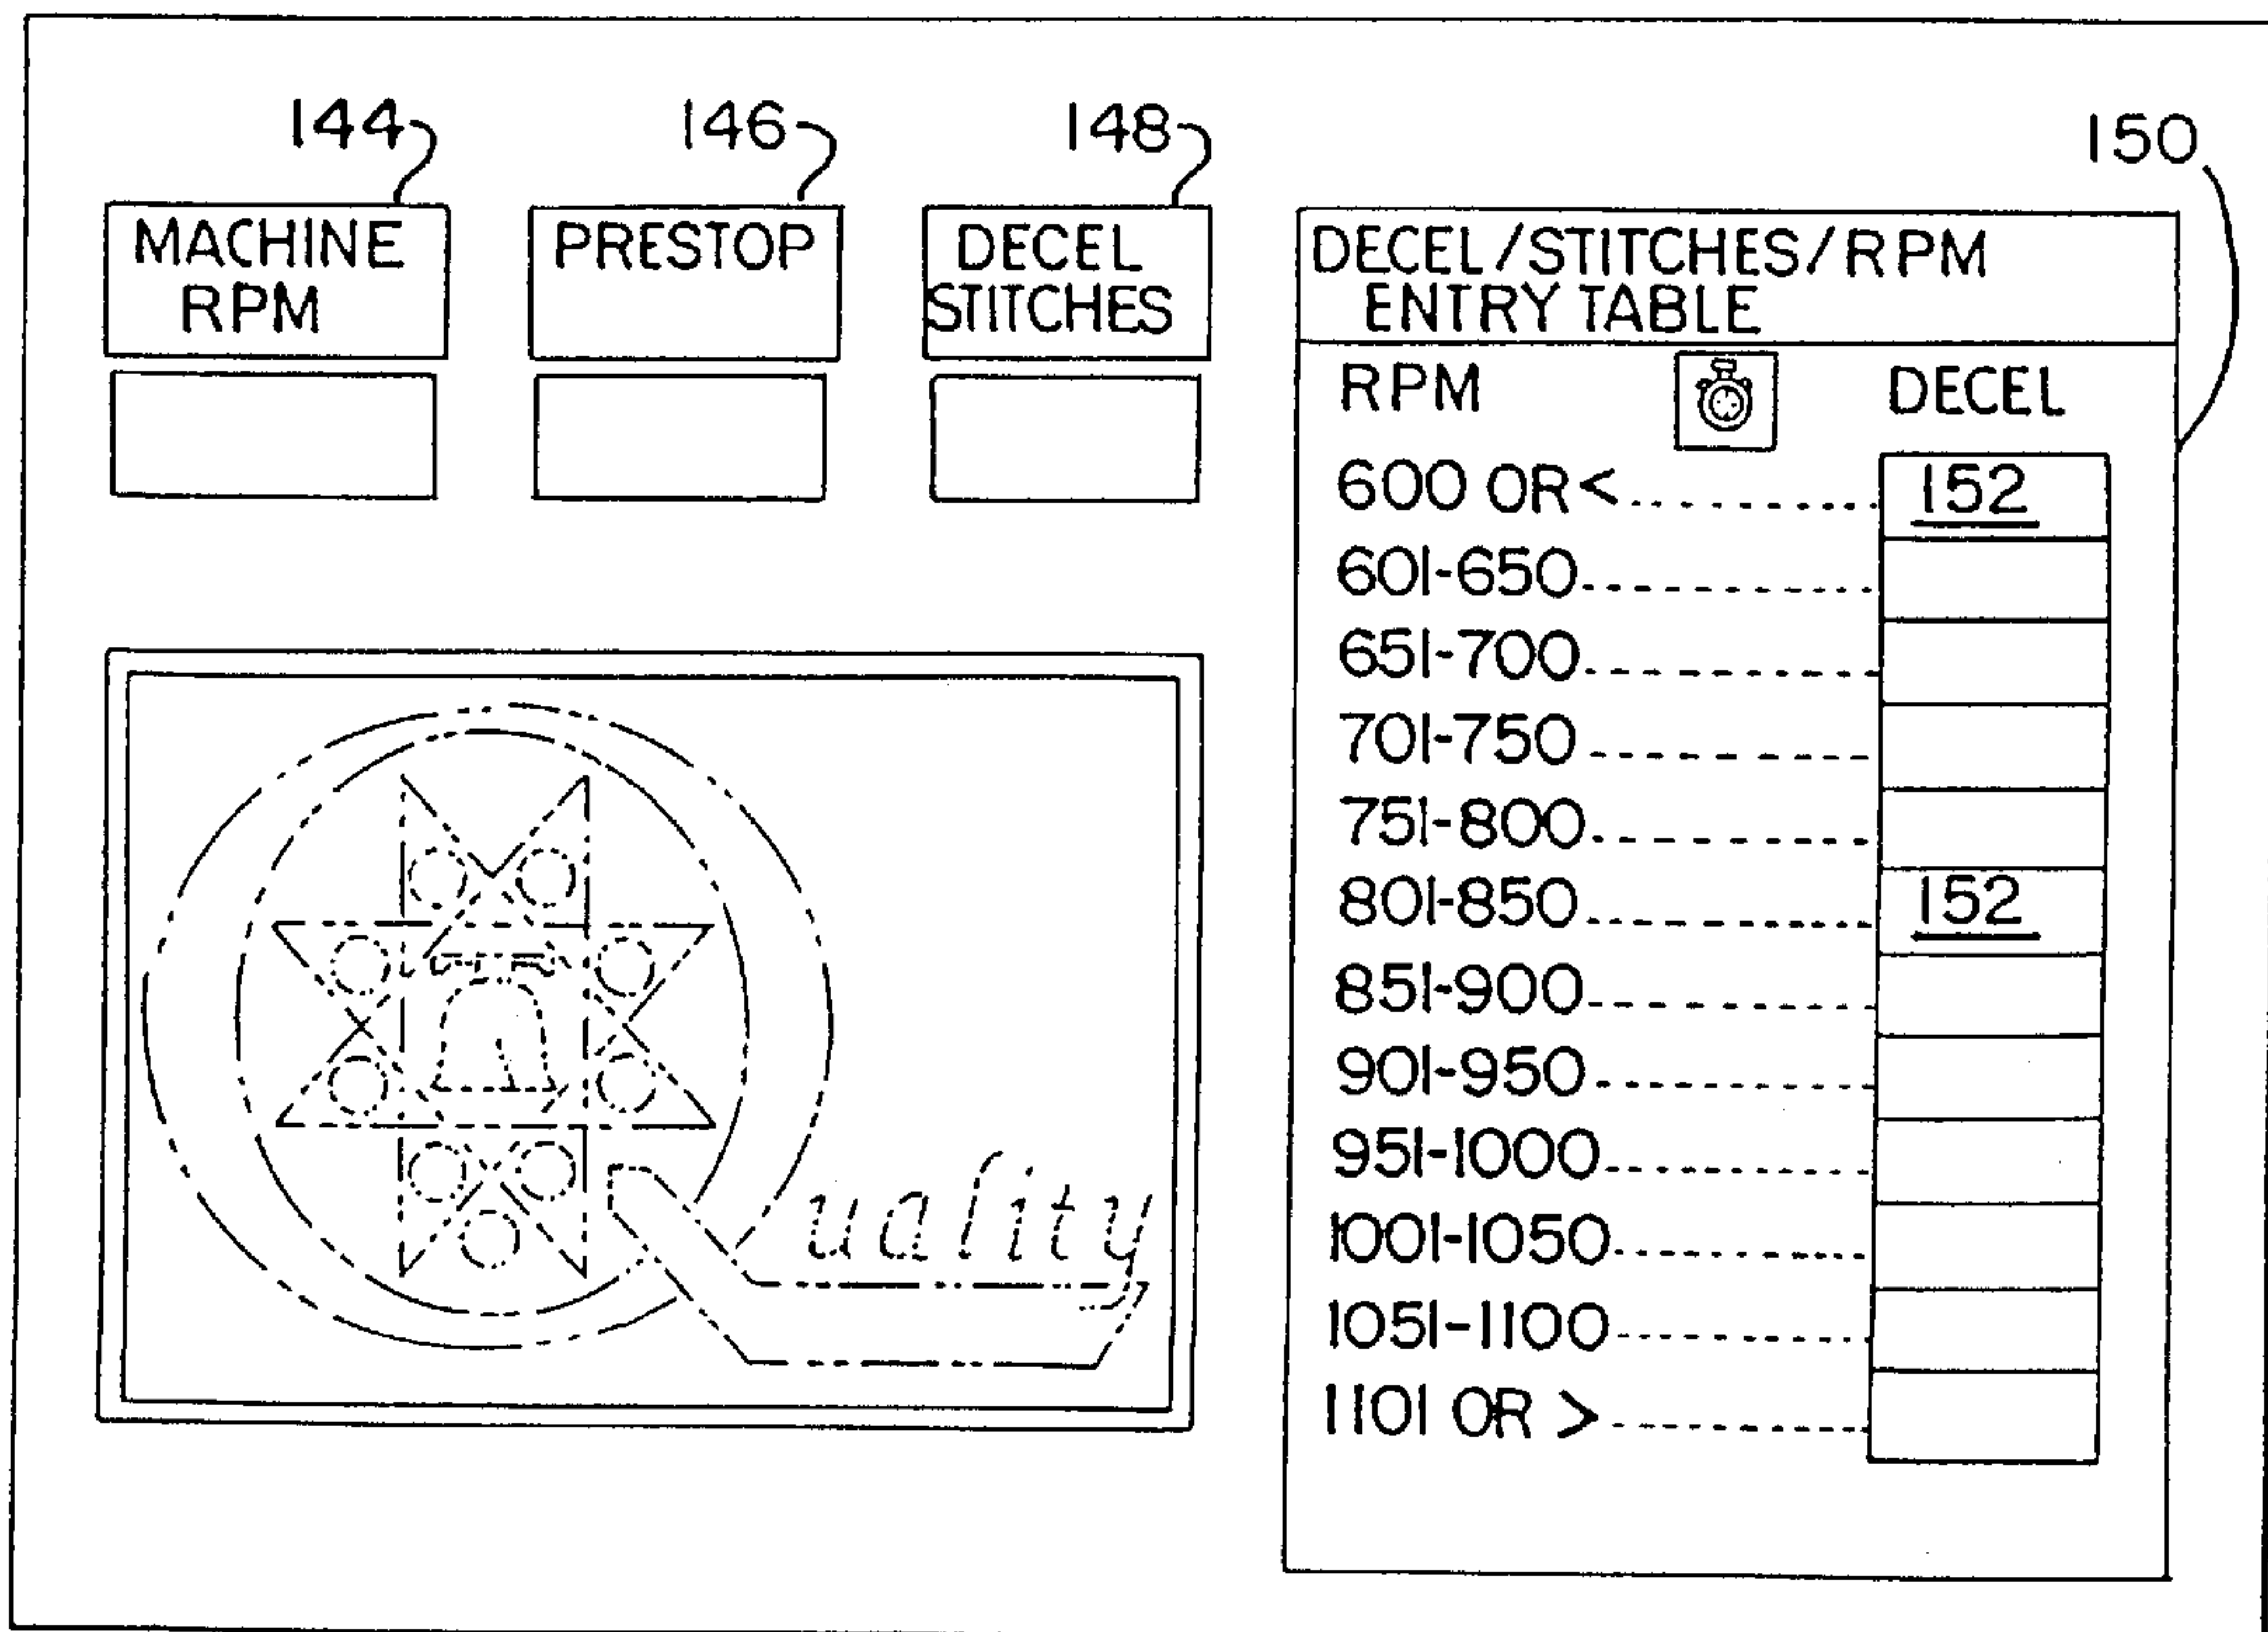 144
146
148
150
MACHINE
RPM
PRESTOP
DECEL
STITCHES
DECEL/STITCHES/RPM
ENTRY TABLE
RPM DECEL
600 OR < 152
601-650
651-700
701-750
751-800
801-850 152
851-900
901-950
951-1000
1001-1050
1051-1100
1101 OR >
uality